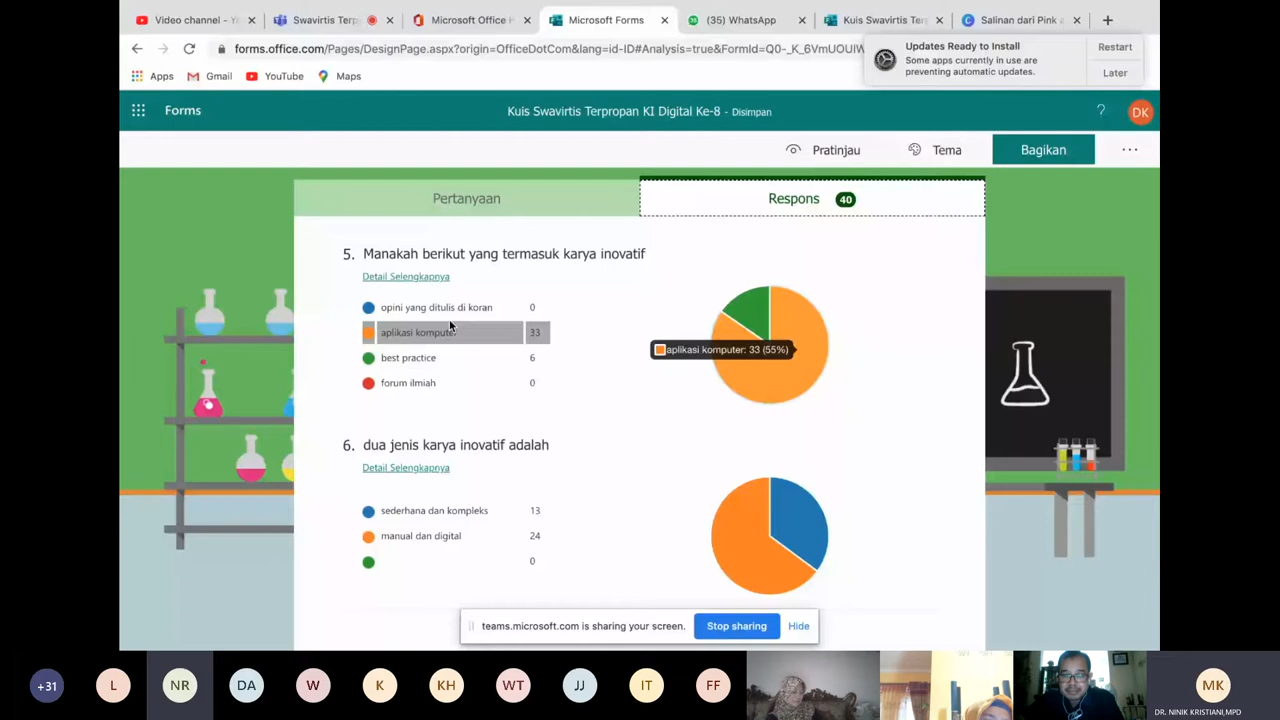 Video channel - Yo
Swavirtis Terp
Microsoft Office H
Microsoft Forms
(35) WhatsApp
Kuis Swavirtis Ter
Salinan dari Pink a
forms.office.com/Pages/DesignPage.aspx?origin=OfficeDotCom&lang=id-ID#Analysis=true&FormId=Q0-_K_6VmUOUIW
Updates Ready to Install
Some apps currently in use are
preventing automatic updates.
Restart
Later
Apps
Gmail
YouTube
Maps
Forms
Kuis Swavirtis Terpropan KI Digital Ke-8 - Disimpan
?
DK
Pratinjau
Tema
Bagikan
Pertanyaan
Respons
40
5. Manakah berikut yang termasuk karya inovatif
Detail Selengkapnya
opini yang ditulis di koran 0
aplikasi komputer 33
best practice 6
forum ilmiah 0
aplikasi komputer: 33 (55%)
6. dua jenis karya inovatif adalah
Detail Selengkapnya
sederhana dan kompleks 13
manual dan digital 24
0
teams.microsoft.com is sharing your screen.
Stop sharing
Hide
+31
L
NR
DA
W
K
KH
WT
JJ
IT
FF
MK
DR. NINIK KRISTIANI,MPD